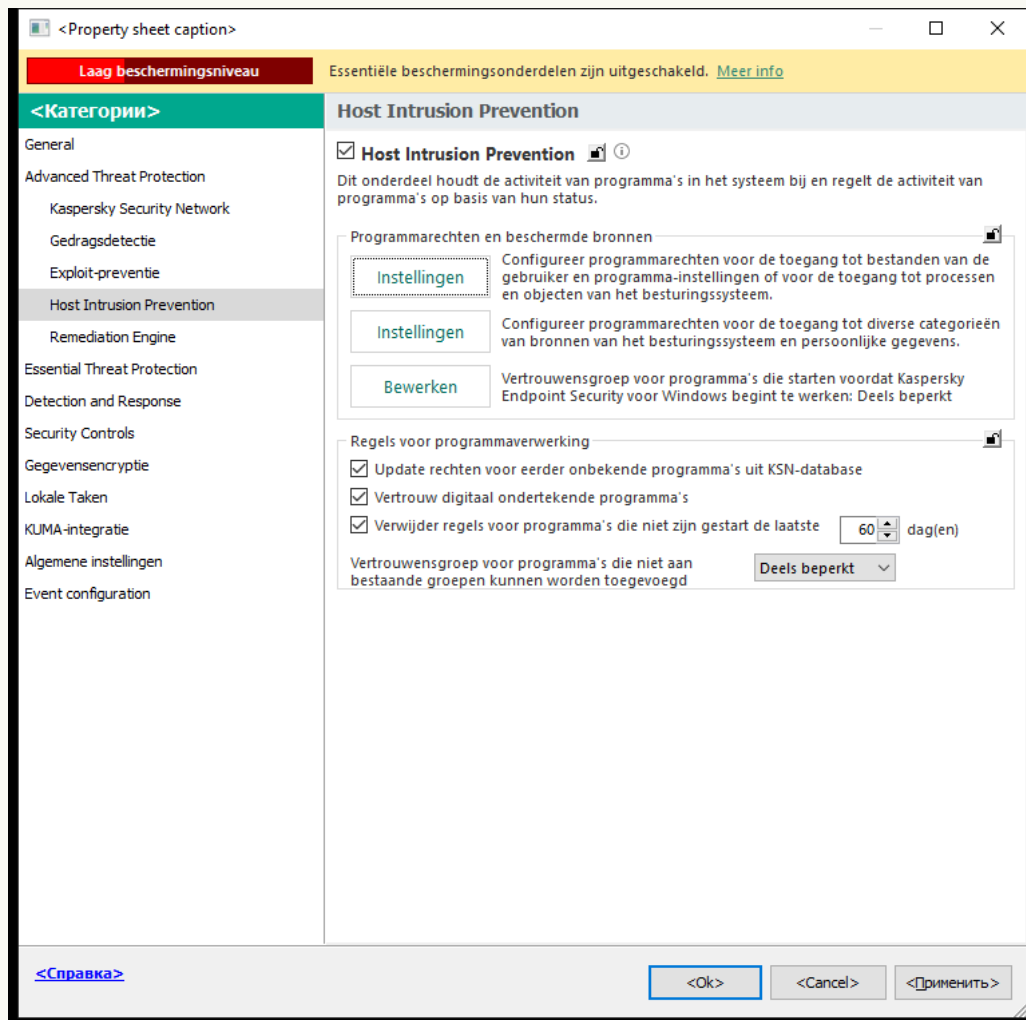 <Property sheet caption>
Laag beschermingsniveau
Essentiële beschermingsonderdelen zijn uitgeschakeld. Meer info
<Категории>
General
Advanced Threat Protection
Kaspersky Security Network
Gedragsdetectie
Exploit-preventie
Host Intrusion Prevention
Remediation Engine
Essential Threat Protection
Detection and Response
Security Controls
Gegevensencryptie
Lokale Taken
KUMA-integratie
Algemene instellingen
Event configuration
Host Intrusion Prevention
Host Intrusion Prevention
Dit onderdeel houdt de activiteit van programma's in het systeem bij en regelt de activiteit van
programma's op basis van hun status.
Programmarechten en beschermde bronnen
Instellingen
Configureer programmarechten voor de toegang tot bestanden van de
gebruiker en programma-instellingen of voor de toegang tot processen
en objecten van het besturingssysteem.
Instellingen
Configureer programmarechten voor de toegang tot diverse categorieën
van bronnen van het besturingssysteem en persoonlijke gegevens.
Bewerken
Vertrouwensgroep voor programma's die starten voordat Kaspersky
Endpoint Security voor Windows begint te werken: Deels beperkt
Regels voor programmaverwerking
Update rechten voor eerder onbekende programma's uit KSN-database
Vertrouw digitaal ondertekende programma's
Verwijder regels voor programma's die niet zijn gestart de laatste 60 dag(en)
Vertrouwensgroep voor programma's die niet aan
bestaande groepen kunnen worden toegevoegd
Deels beperkt
<Справка>
<Ok>
<Cancel>
<Применить>